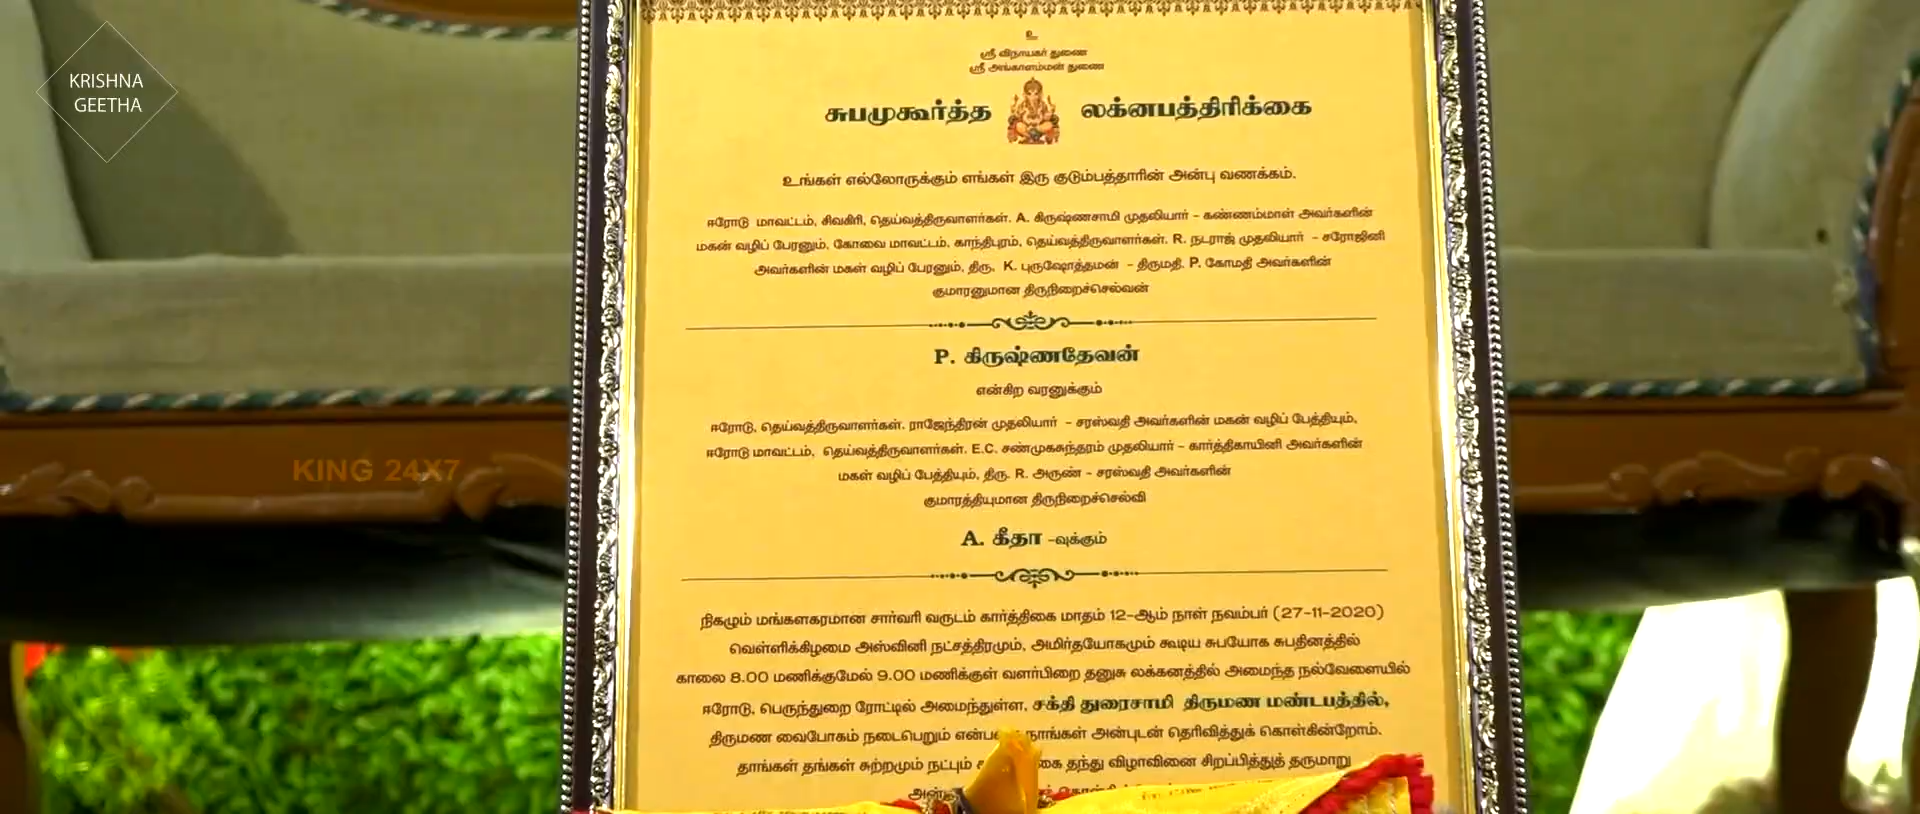 KRISHNA
GEETHA
KING 24X7
உ
ஸ்ரீ விநாயகர் துணை
ஸ்ரீ அங்காளம்மன் துணை
சுபமுகூர்த்த லக்னபத்திரிக்கை
உங்கள் எல்லோருக்கும் எங்கள் இரு குடும்பத்தாரின் அன்பு வணக்கம்.
ஈரோடு மாவட்டம், சிவகிரி, தெய்வத்திருவாளர்கள். A. கிருஷ்ணசாமி முதலியார் - கண்ணம்மாள் அவர்களின்
மகன் வழிப் பேரனும், கோவை மாவட்டம், காந்திபுரம், தெய்வத்திருவாளர்கள். R. நடராஜ் முதலியார் - சரோஜினி
அவர்களின் மகள் வழிப் பேரனும், திரு. K. புருஷோத்தமன் - திருமதி. P. கோமதி அவர்களின்
குமாரனுமான திருநிறைச்செல்வன்
P. கிருஷ்ணதேவன்
என்கிற வரனுக்கும்
ஈரோடு, தெய்வத்திருவாளர்கள். ராஜேந்திரன் முதலியார் - சரஸ்வதி அவர்களின் மகன் வழிப் பேத்தியும்,
ஈரோடு மாவட்டம், தெய்வத்திருவாளர்கள். E.C. சண்முகசுந்தரம் முதலியார் - கார்த்திகாயினி அவர்களின்
மகள் வழிப் பேத்தியும், திரு. R. அருண் - சரஸ்வதி அவர்களின்
குமாரத்தியுமான திருநிறைச்செல்வி
A. கீதா -வுக்கும்
நிகழும் மங்களகரமான சார்வரி வருடம் கார்த்திகை மாதம் 12-ஆம் நாள் நவம்பர் (27-11-2020)
வெள்ளிக்கிழமை அஸ்வினி நட்சத்திரமும், அமிர்தயோகமும் கூடிய சுபயோக சுபதினத்தில்
காலை 8.00 மணிக்குமேல் 9.00 மணிக்குள் வளர்பிறை தனுசு லக்கனத்தில் அமைந்த நல்வேளையில்
ஈரோடு, பெருந்துறை ரோட்டில் அமைந்துள்ள, சக்தி துரைசாமி திருமண மண்டபத்தில்,
திருமண வைபோகம் நடைபெறும் நாங்கள் அன்புடன் தெரிவித்துக் கொள்கின்றோம்.
தாங்கள் தங்கள் சுற்றமும் நட்பும் தந்து விழாவினை சிறப்பித்துத் தருமாறு